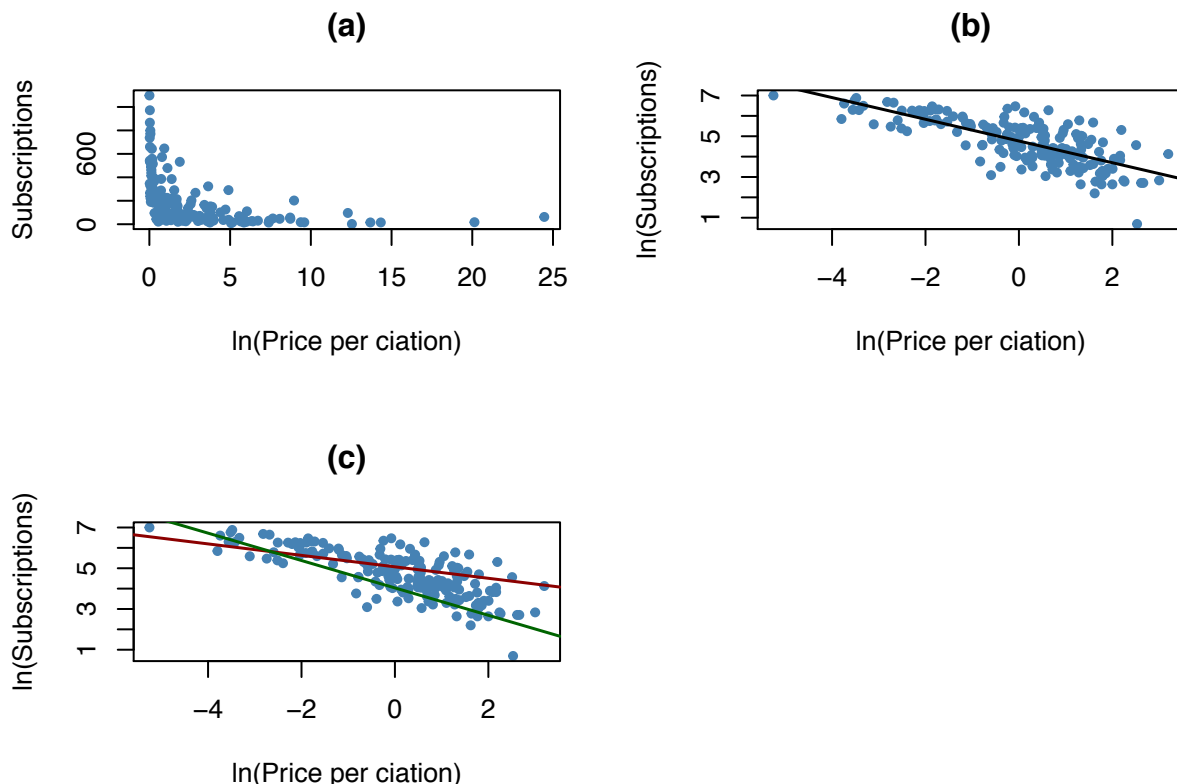 (a)
Subscriptions
600
0
0 5 10 15 20 25
ln(Price per ciation)
(b)
ln(Subscriptions)
7
5
3
1
−4 −2 0 2
ln(Price per ciation)
(c)
ln(Subscriptions)
7
5
3
1
−4 −2 0 2
ln(Price per ciation)